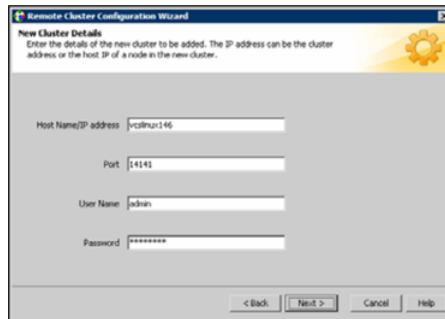 Remote Cluster Configuration Wizard
New Cluster Details
Enter the details of the new cluster to be added. The IP address can be the cluster
address or the host IP of a node in the new cluster.
Host Name/IP address vcslinux146
Port 14141
User Name admin
Password ********
< Back Next > Cancel Help